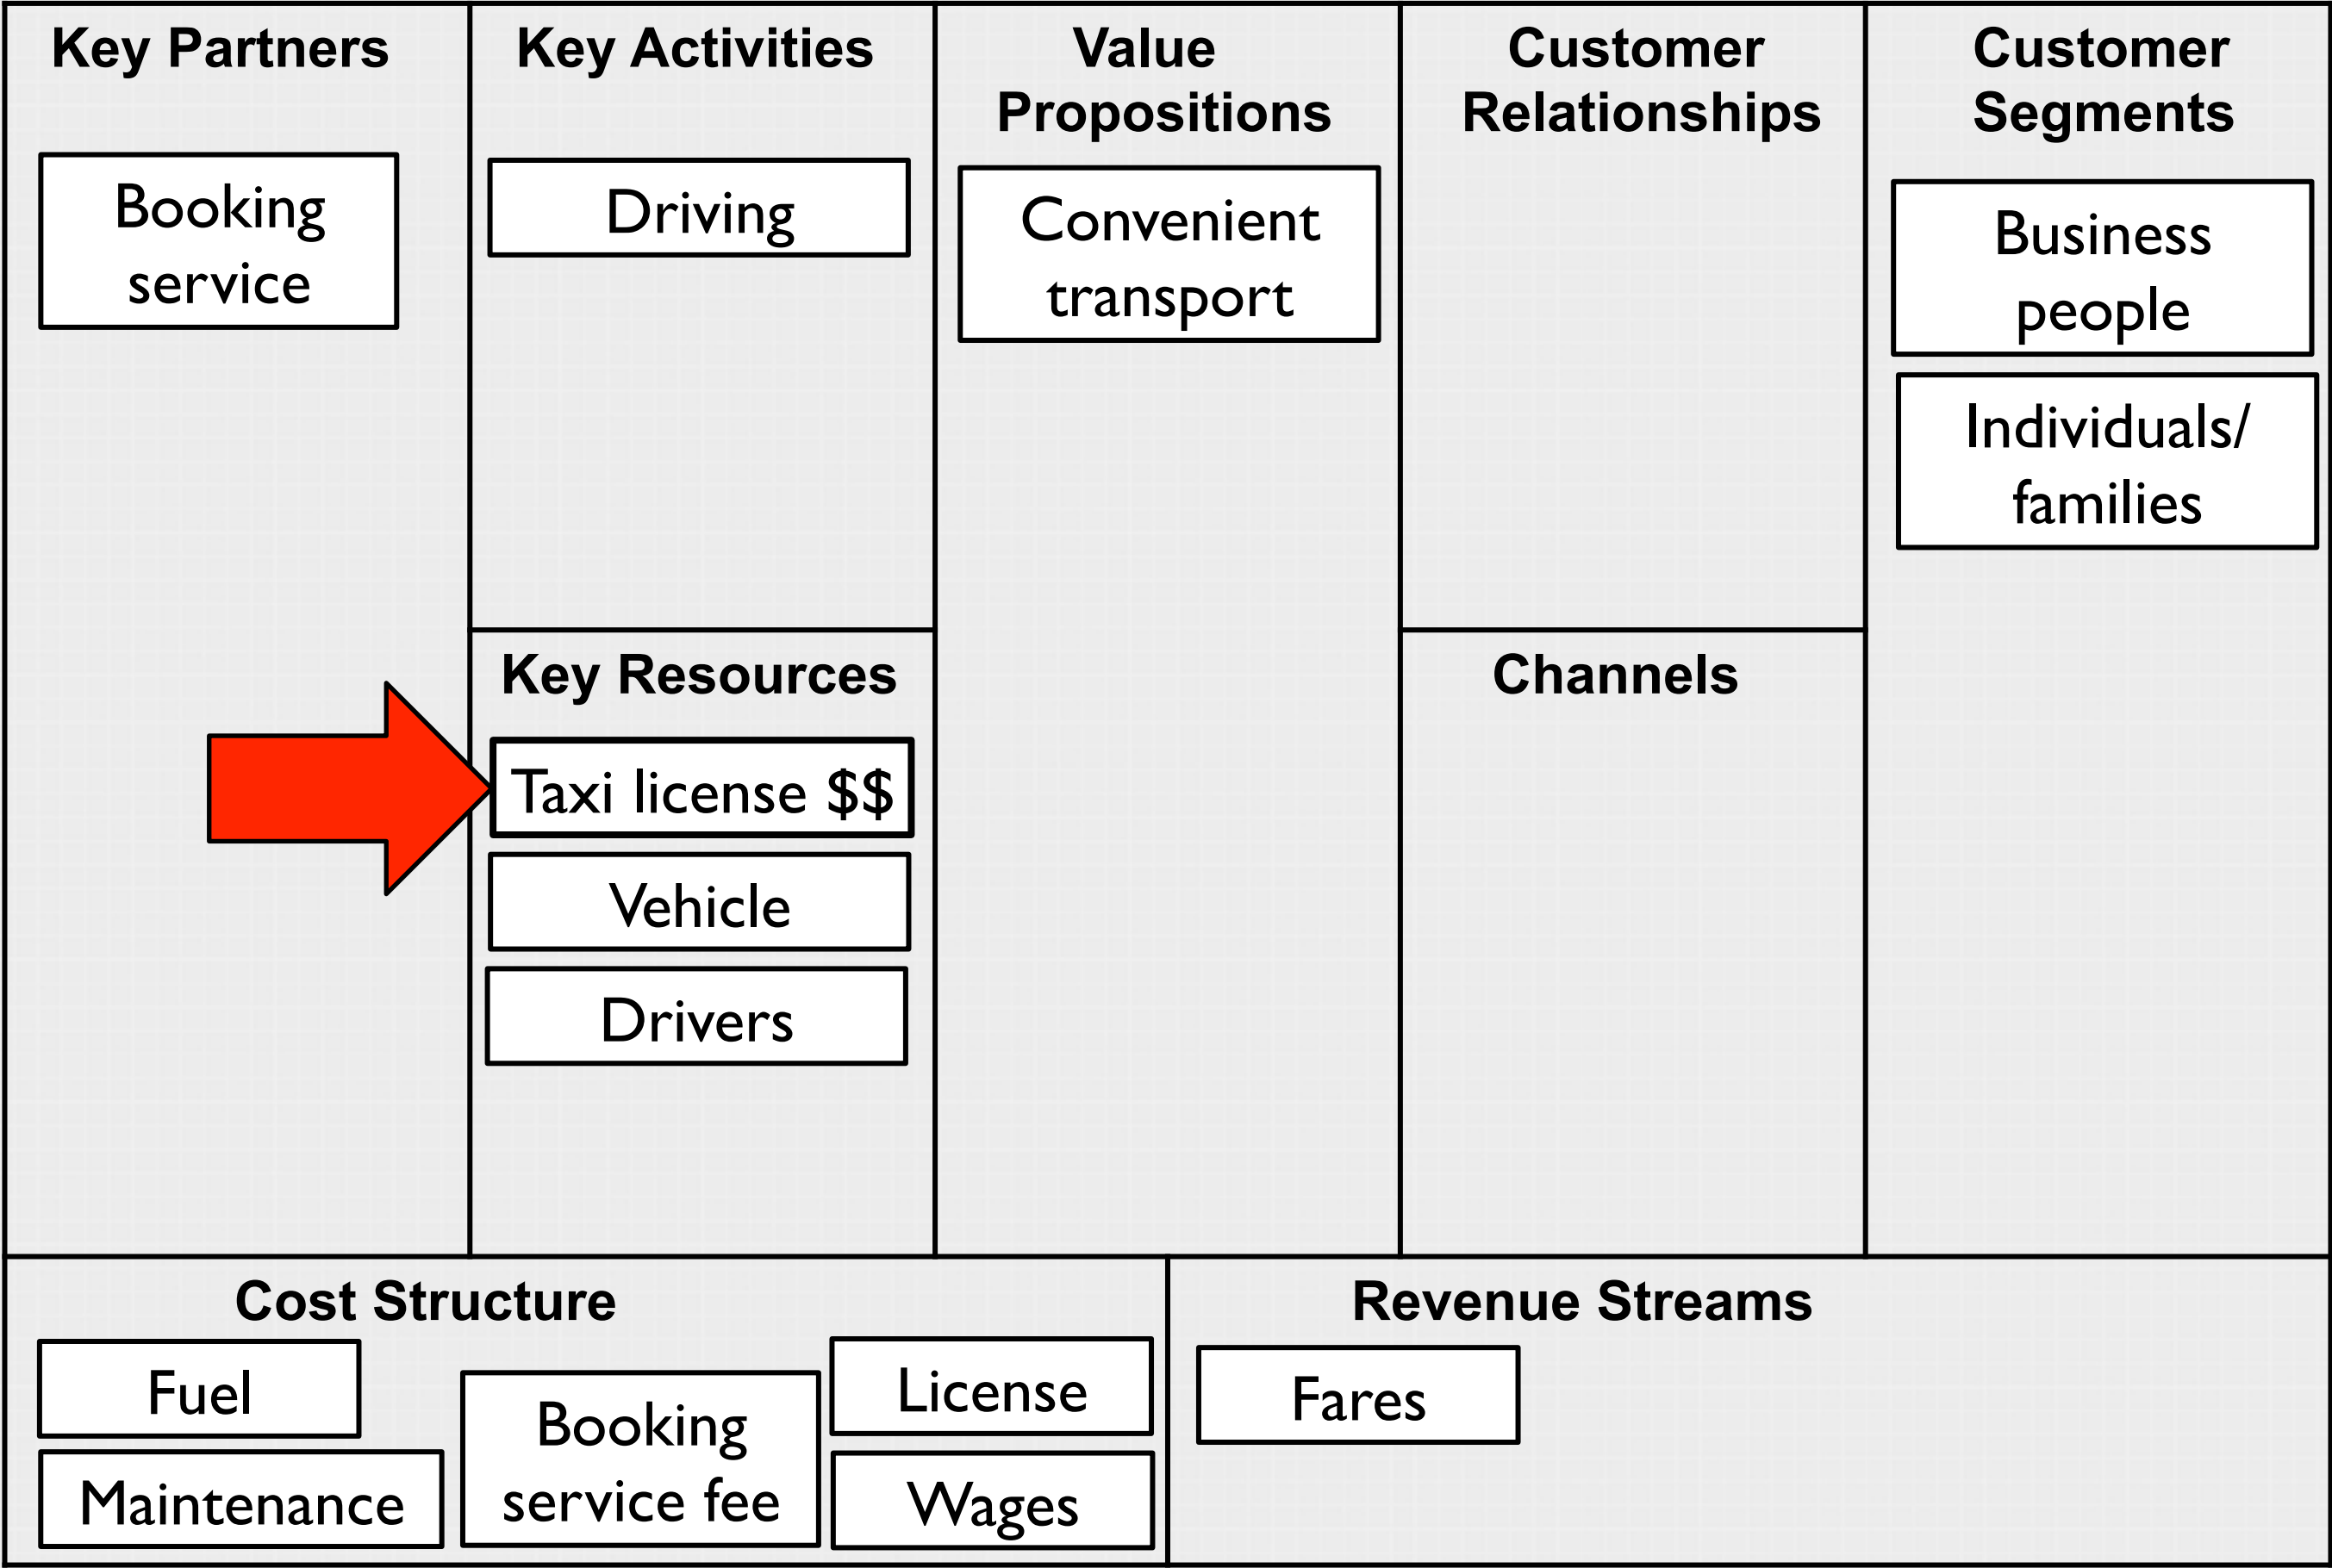 Key Partners
Booking
service
Key Activities
Driving
Key Resources
Taxi license $$
Vehicle
Drivers
Value
Propositions
Convenient
transport
Customer
Relationships
Channels
Customer
Segments
Business
people
Individuals/
families
Cost Structure
Fuel
Maintenance
Booking
service fee
License
Wages
Revenue Streams
Fares